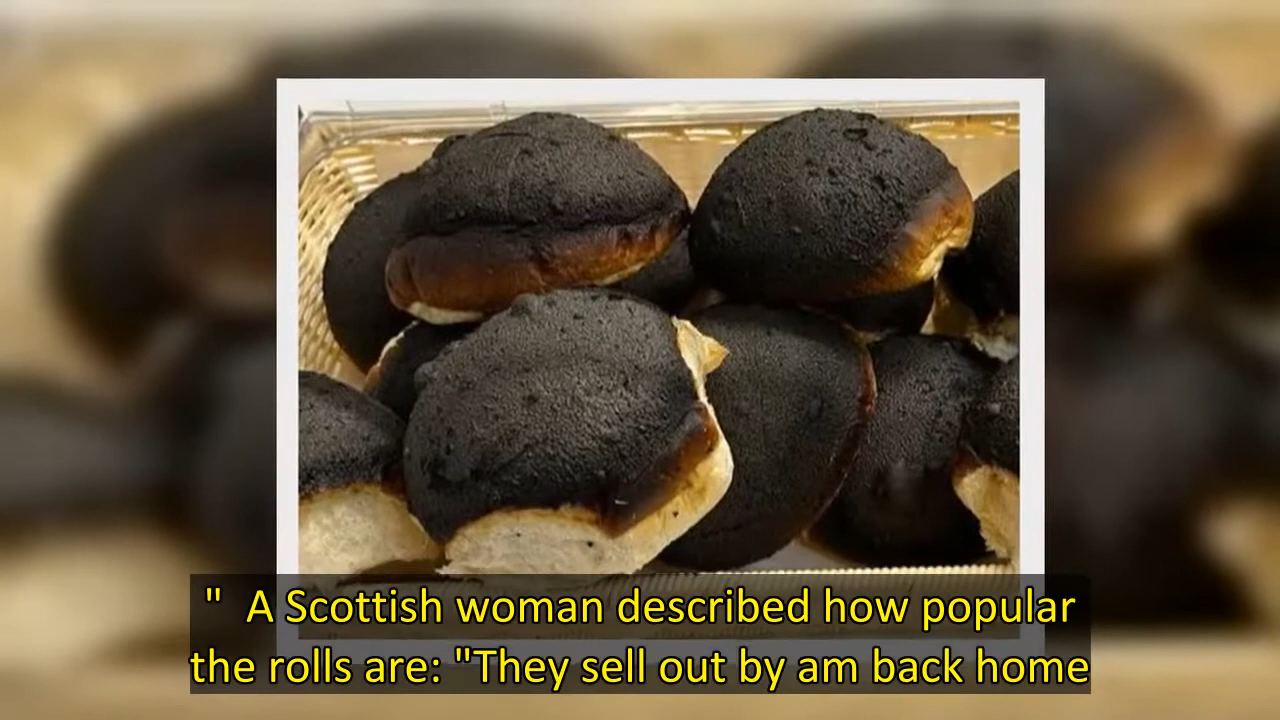 "  A Scottish woman described how popular
the rolls are: "They sell out by am back home